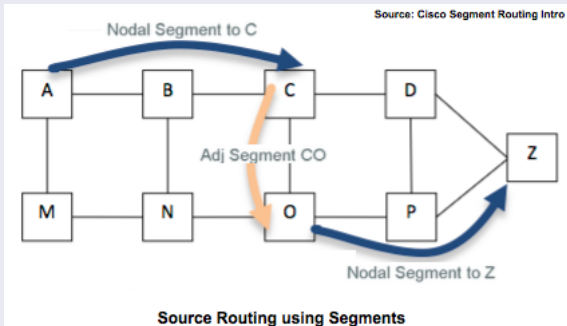 Source: Cisco Segment Routing Intro
Nodal Segment to C
A B C D
Z
Adj Segment CO
M N O P
Nodal Segment to Z
Source Routing using Segments